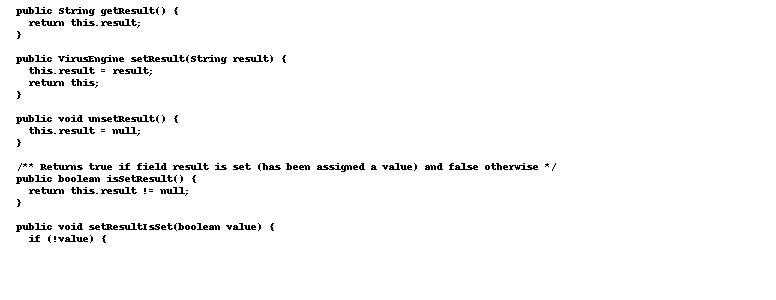 public String getResult() {
  return this.result;
}

public VirusEngine setResult(String result) {
  this.result = result;
  return this;
}

public void unsetResult() {
  this.result = null;
}

/** Returns true if field result is set (has been assigned a value) and false otherwise */
public boolean isSetResult() {
  return this.result != null;
}

public void setResultIsSet(boolean value) {
  if (!value) {